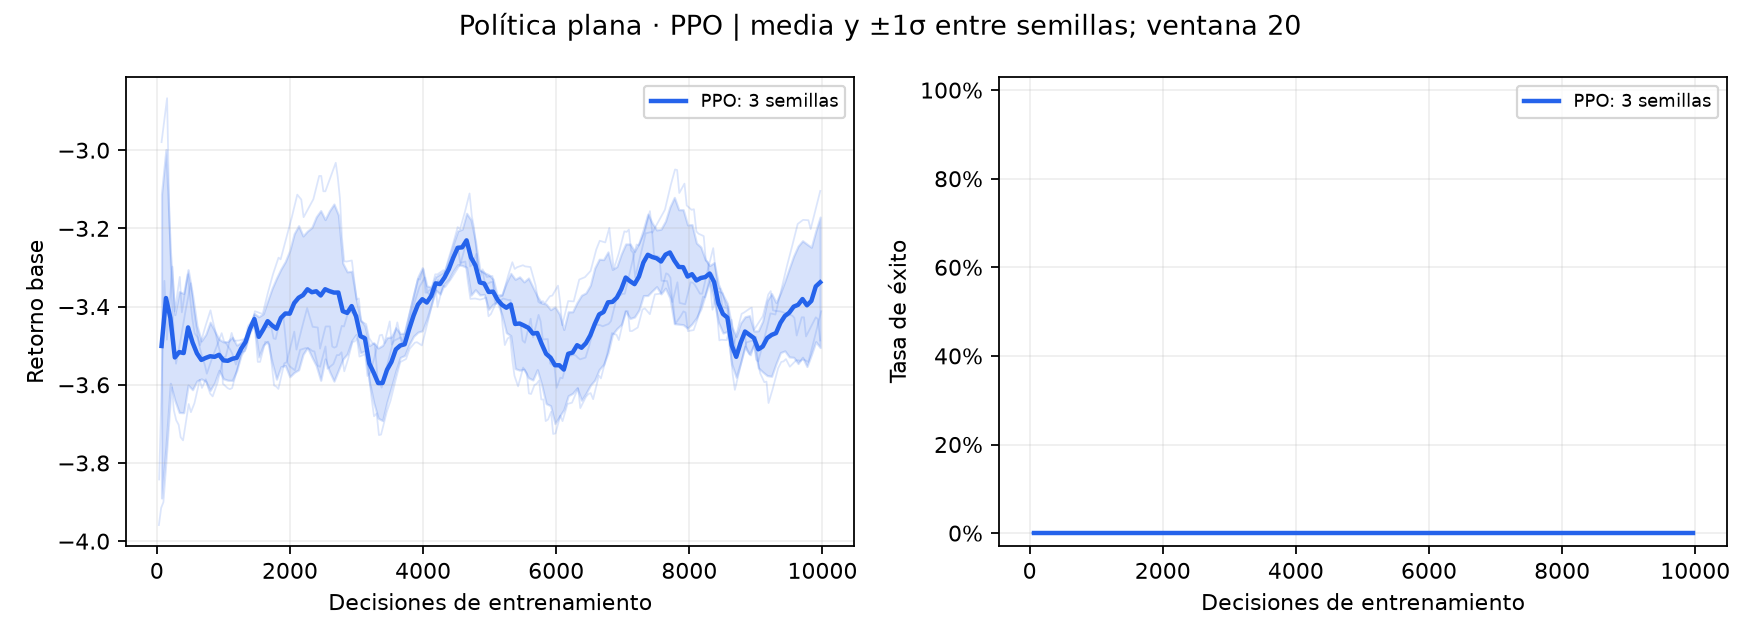 Política plana · PPO | media y ±1σ entre semillas; ventana 20
Retorno base
−3.0
−3.2
−3.4
−3.6
−3.8
−4.0
PPO: 3 semillas
0 2000 4000 6000 8000 10000
Decisiones de entrenamiento
Tasa de éxito
100%
80%
60%
40%
20%
0%
PPO: 3 semillas
0 2000 4000 6000 8000 10000
Decisiones de entrenamiento